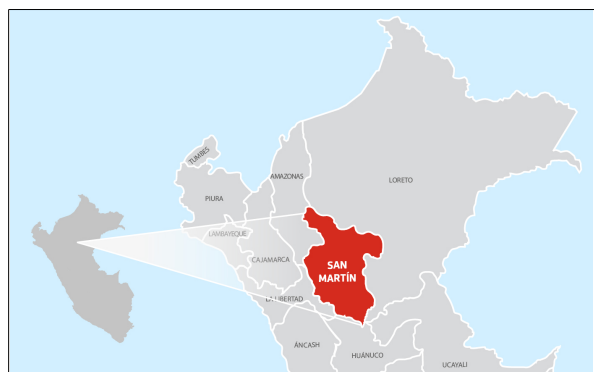 TUMBES
AMAZONAS
LORETO
PIURA
LAMBAYEQUE
CAJAMARCA
SAN
MARTÍN
LA LIBERTAD
ÁNCASH
HUÁNUCO
UCAYALI